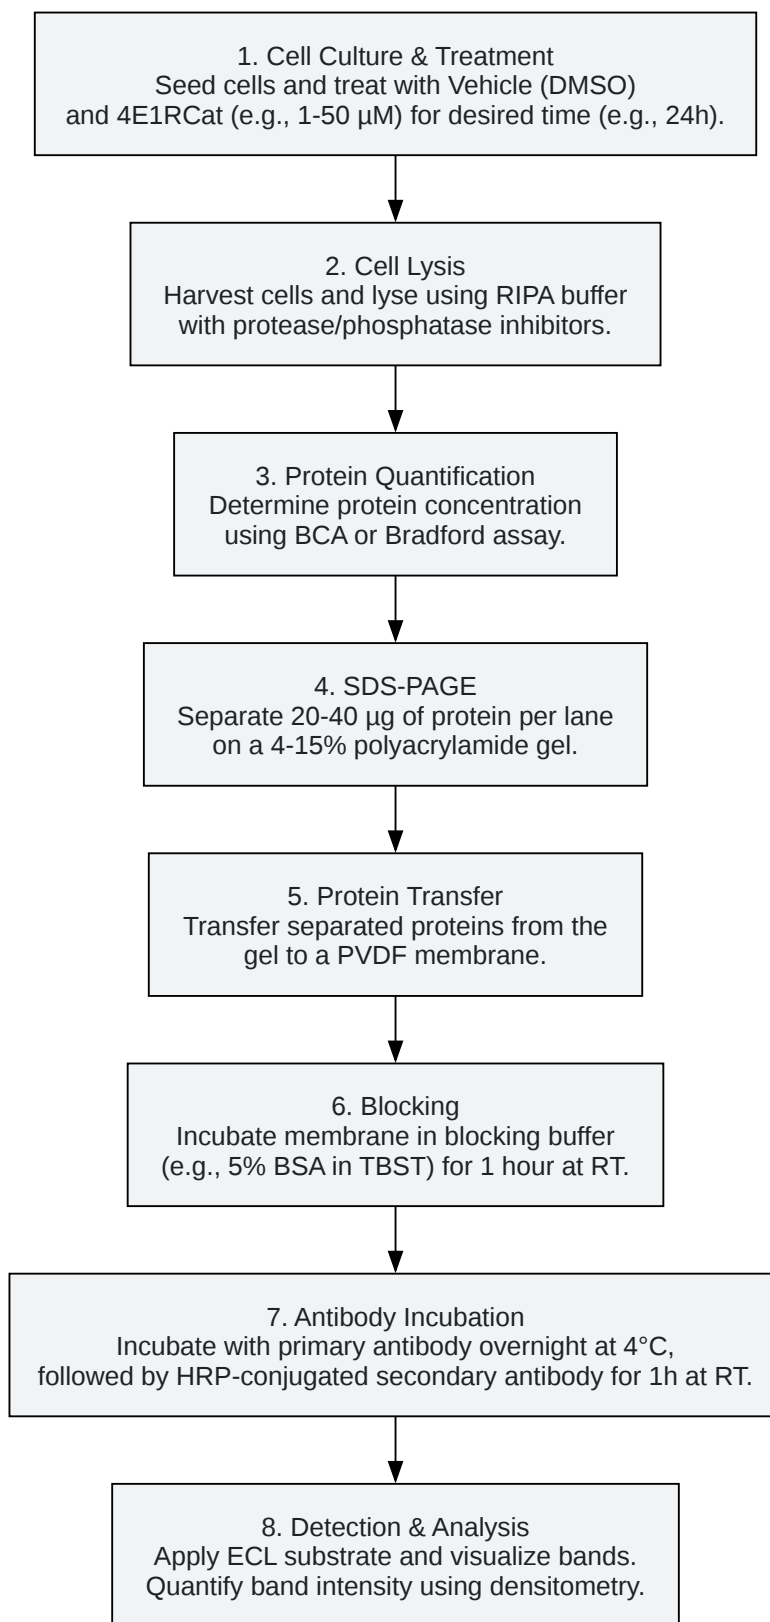 1. Cell Culture & Treatment
Seed cells and treat with Vehicle (DMSO)
and 4E1RCat (e.g., 1-50 µM) for desired time (e.g., 24h).
2. Cell Lysis
Harvest cells and lyse using RIPA buffer
with protease/phosphatase inhibitors.
3. Protein Quantification
Determine protein concentration
using BCA or Bradford assay.
4. SDS-PAGE
Separate 20-40 µg of protein per lane
on a 4-15% polyacrylamide gel.
5. Protein Transfer
Transfer separated proteins from the
gel to a PVDF membrane.
6. Blocking
Incubate membrane in blocking buffer
(e.g., 5% BSA in TBST) for 1 hour at RT.
7. Antibody Incubation
Incubate with primary antibody overnight at 4°C,
followed by HRP-conjugated secondary antibody for 1h at RT.
8. Detection & Analysis
Apply ECL substrate and visualize bands.
Quantify band intensity using densitometry.